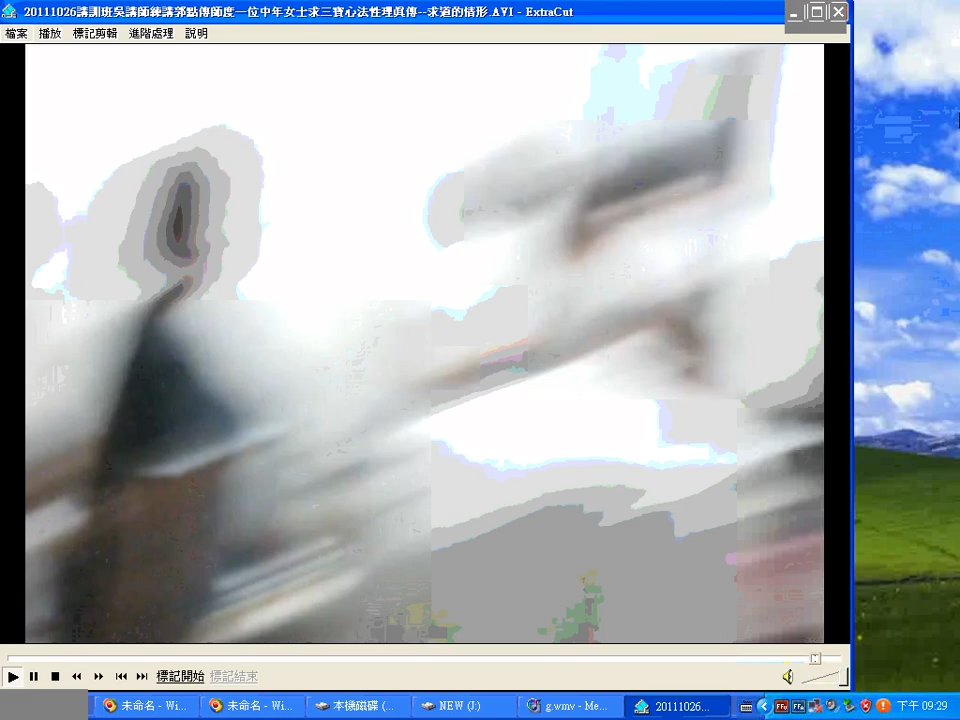 20111026講訓班吳講師練講郭點傳師度一位中年女士求三寶心法性理真傳--求道的情形.AVI - ExtraCut
檔案 播放 標記剪輯 進階處理 說明
標記開始 標記結束
未命名 - Wi... 未命名 - Wi... 本機磁碟 (... NEW (J:) g.wmv - Me... 20111026... 下午 09:29